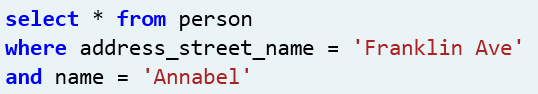 select * from person
where address_street_name = 'Franklin Ave'
and name = 'Annabel'